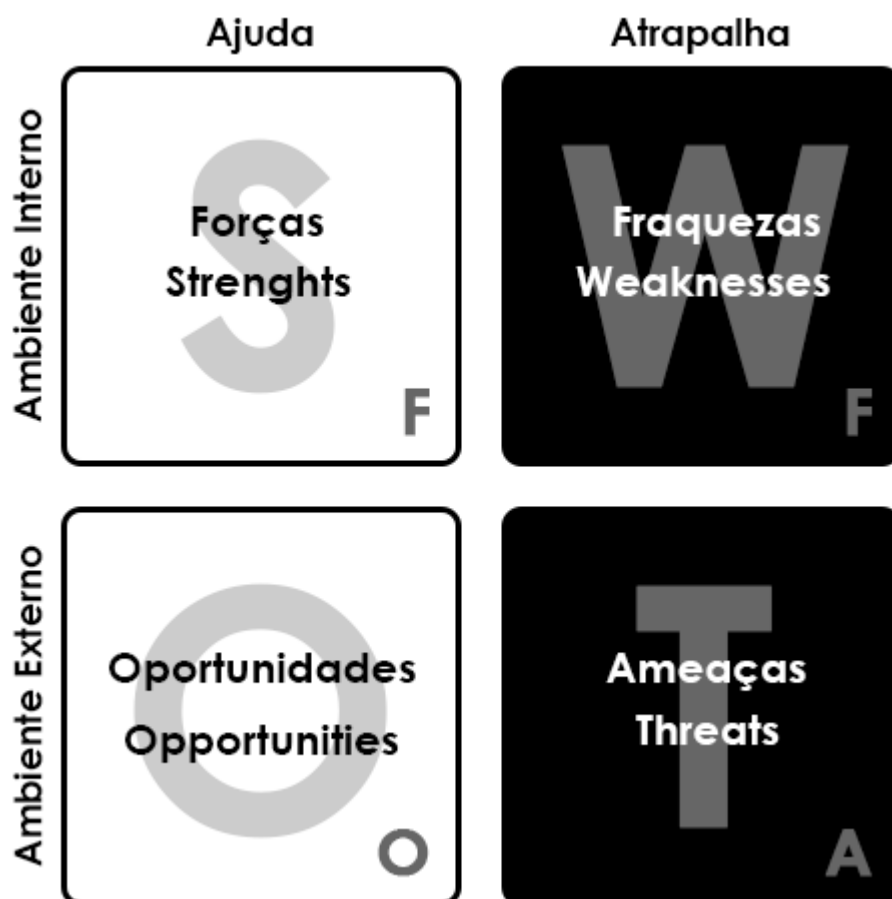 Ajuda
Atrapalha
Ambiente Interno
S
Forças
Strenghts
F
W
Fraquezas
Weaknesses
F
Ambiente Externo
O
Oportunidades
Opportunities
O
T
Ameaças
Threats
A